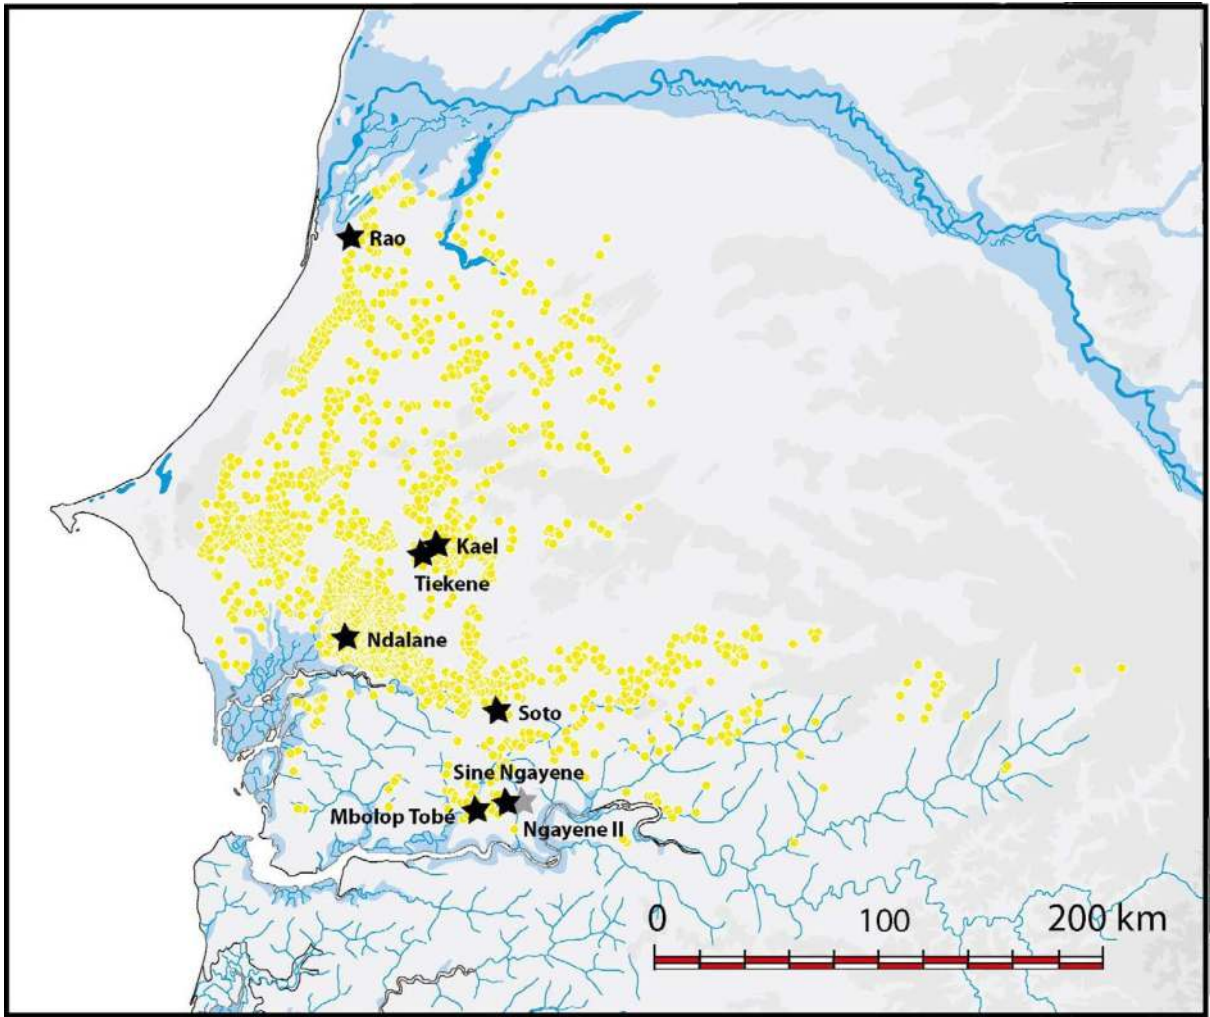 Rao
Kael
Tiekene
Ndalane
Soto
Sine Ngayene
Mbolop Tobé
Ngayene II
0 100 200 km